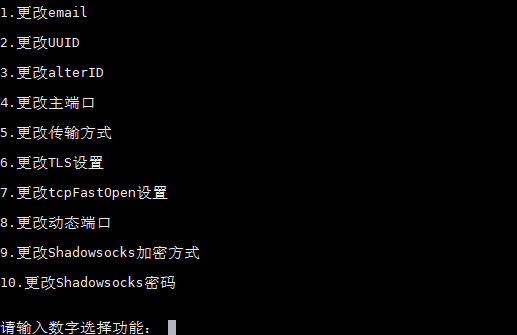 1.更改email
2.更改UUID
3.更改alterID
4.更改主端口
5.更改传输方式
6.更改TLS设置
7.更改tcpFastOpen设置
8.更改动态端口
9.更改Shadowsocks加密方式
10.更改Shadowsocks密码
请输入数字选择功能：